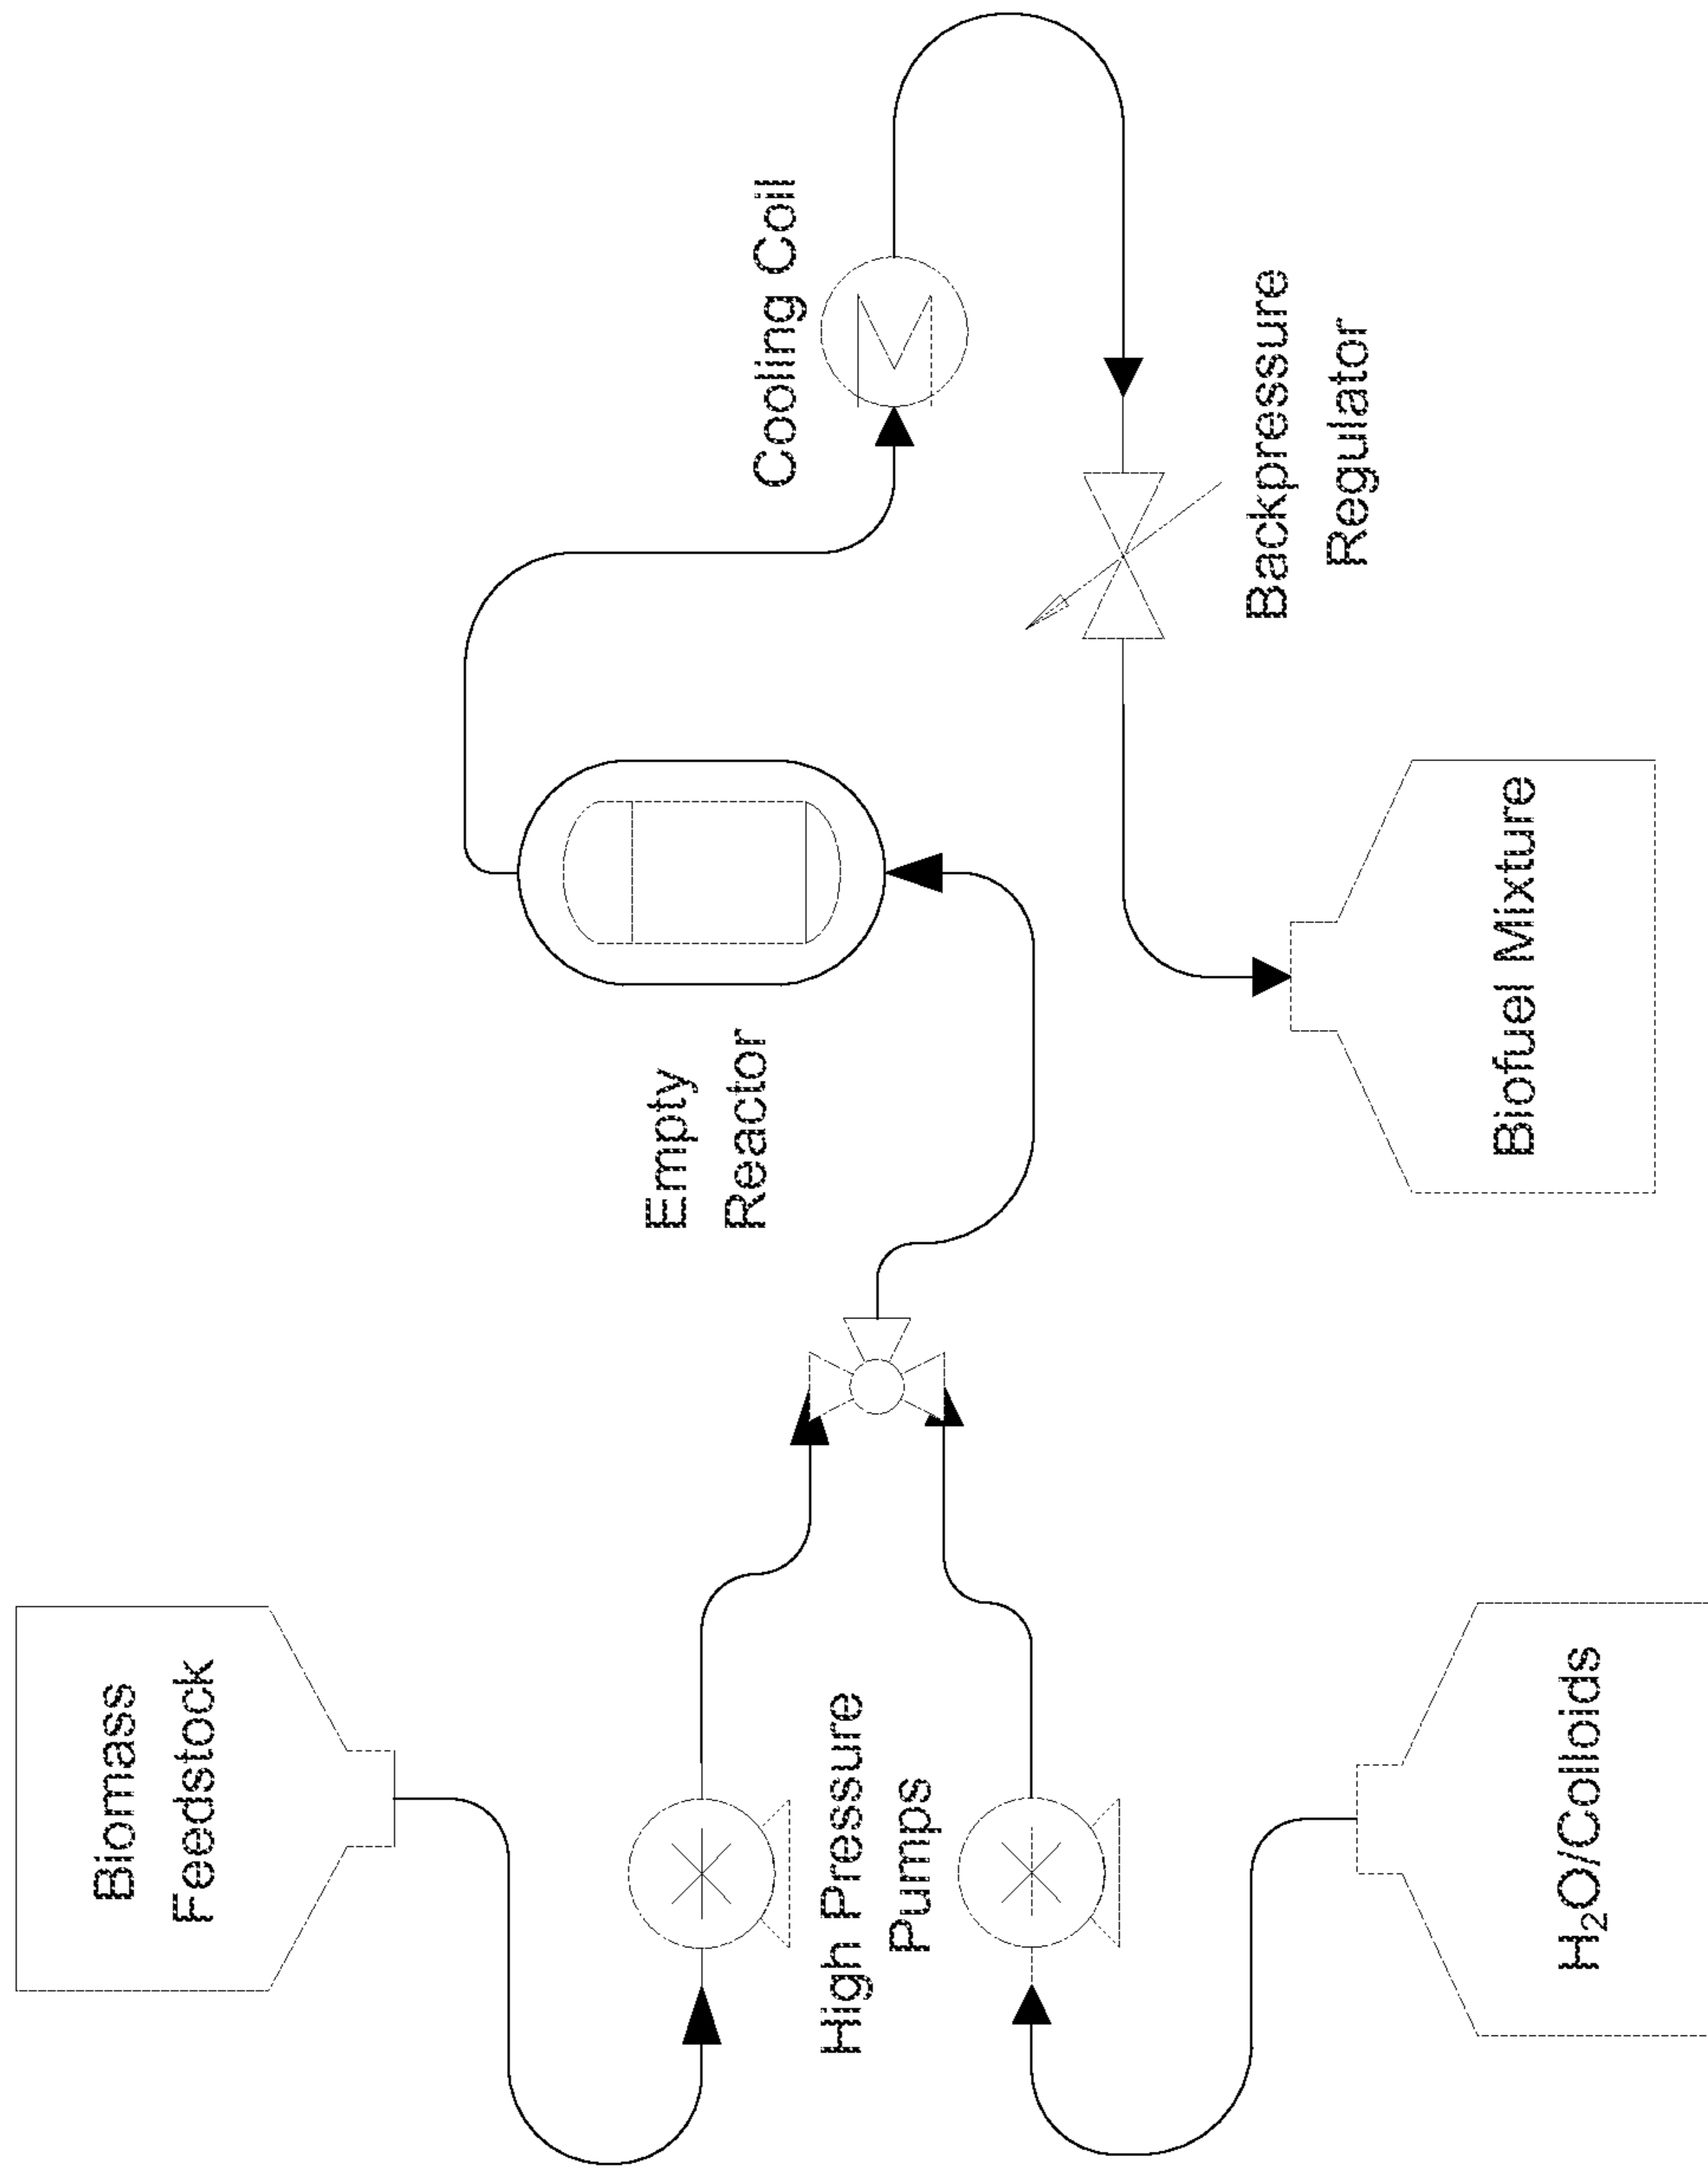 Biomass
Feedstock
High Pressure
Pumps
H₂O/Colloids
Empty
Reactor
Cooling Coil
Backpressure
Regulator
Biofuel Mixture